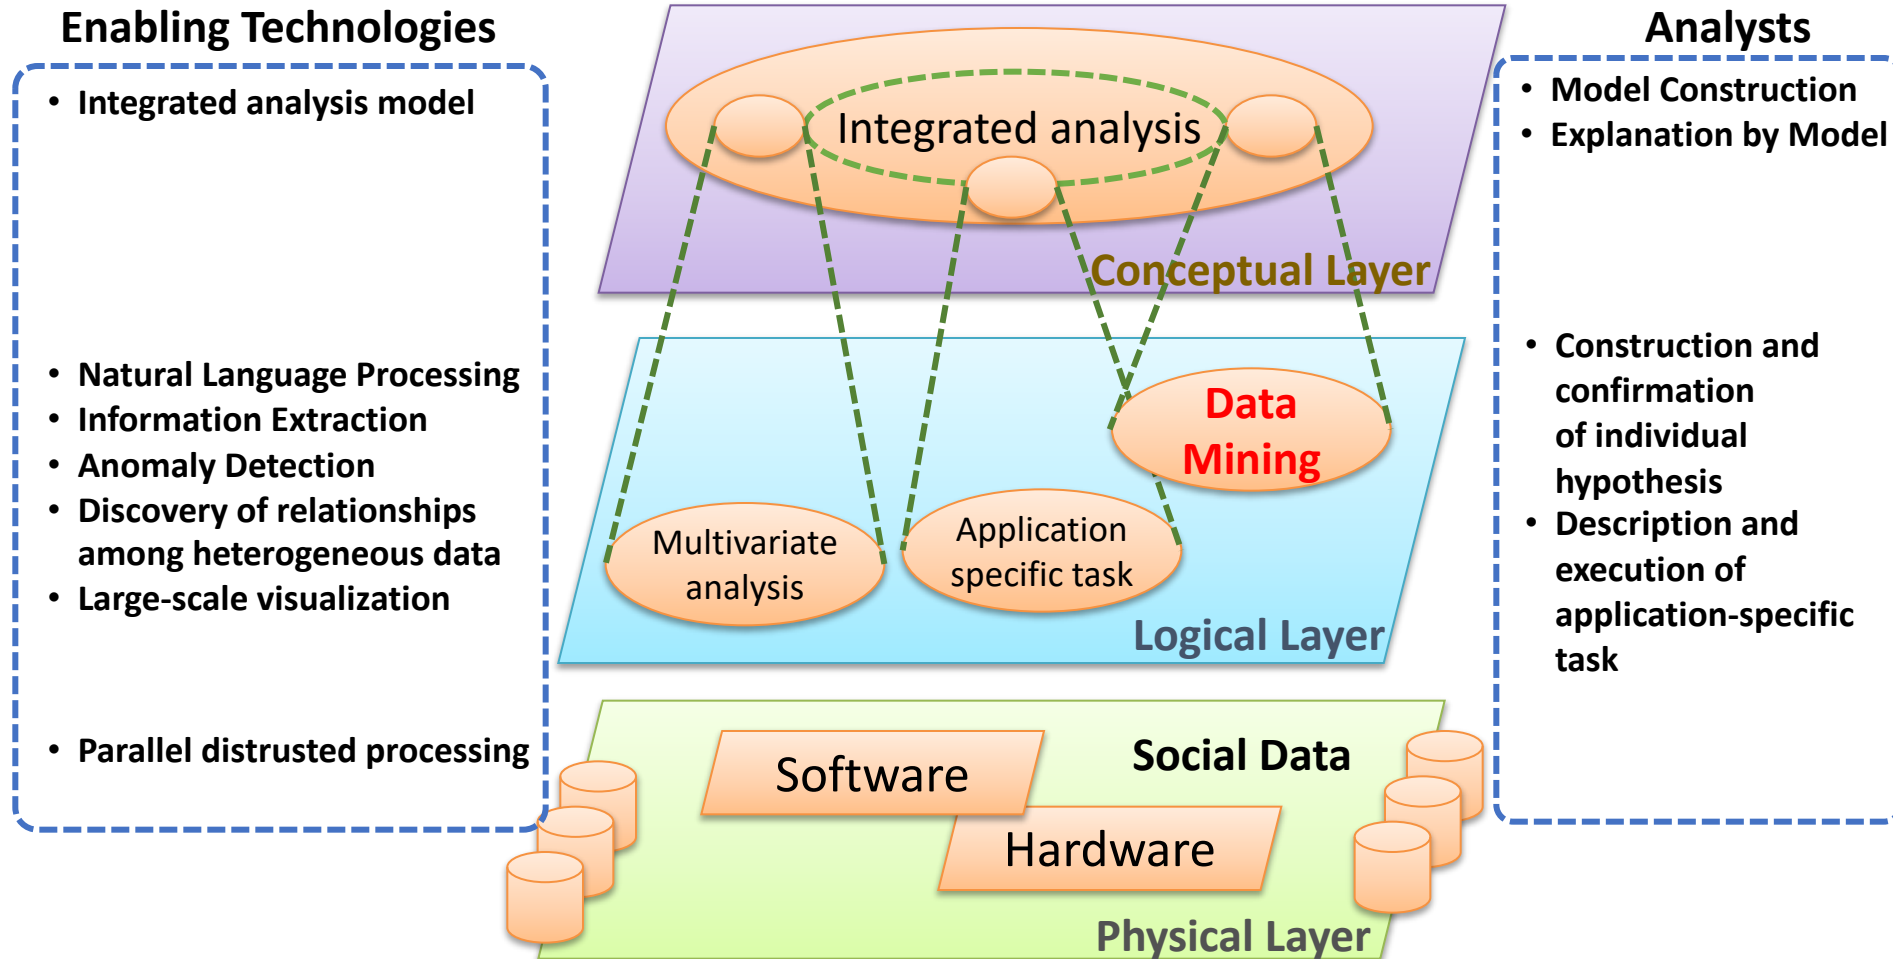 Enabling Technologies
• Integrated analysis model
• Natural Language Processing
• Information Extraction
• Anomaly Detection
• Discovery of relationships
among heterogeneous data
• Large-scale visualization
• Parallel distrusted processing
Integrated analysis
Conceptual Layer
Data
Mining
Multivariate
analysis
Application
specific task
Logical Layer
Software
Social Data
Hardware
Physical Layer
Analysts
• Model Construction
• Explanation by Model
• Construction and
confirmation
of individual
hypothesis
• Description and
execution of
application-specific
task